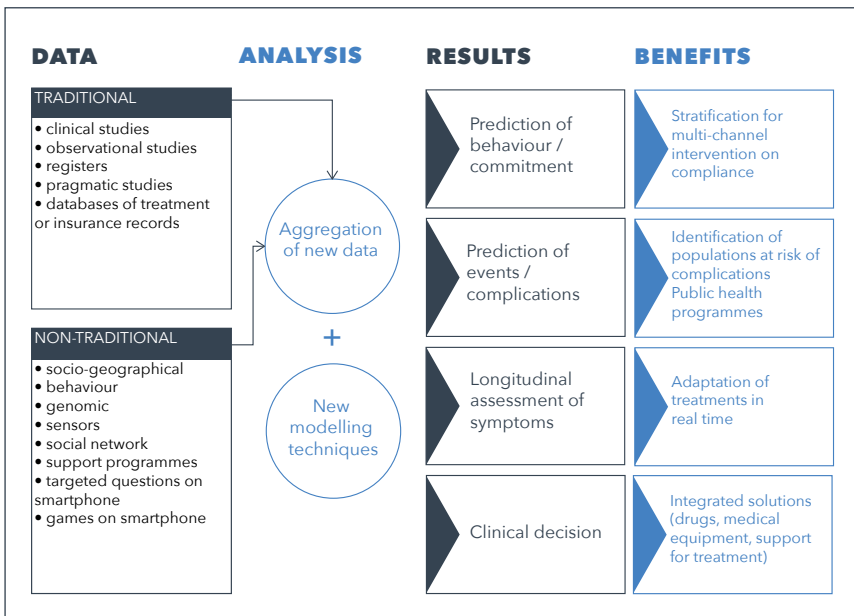 DATA
TRADITIONAL
• clinical studies
• observational studies
• registers
• pragmatic studies
• databases of treatment
or insurance records
NON-TRADITIONAL
• socio-geographical
• behaviour
• genomic
• sensors
• social network
• support programmes
• targeted questions on
smartphone
• games on smartphone
ANALYSIS
Aggregation
of new data
+
New
modelling
techniques
RESULTS
Prediction of
behaviour /
commitment
Prediction of
events /
complications
Longitudinal
assessment of
symptoms
Clinical decision
BENEFITS
Stratification for
multi-channel
intervention on
compliance
Identification of
populations at risk of
complications
Public health
programmes
Adaptation of
treatments in
real time
Integrated solutions
(drugs, medical
equipment, support
for treatment)